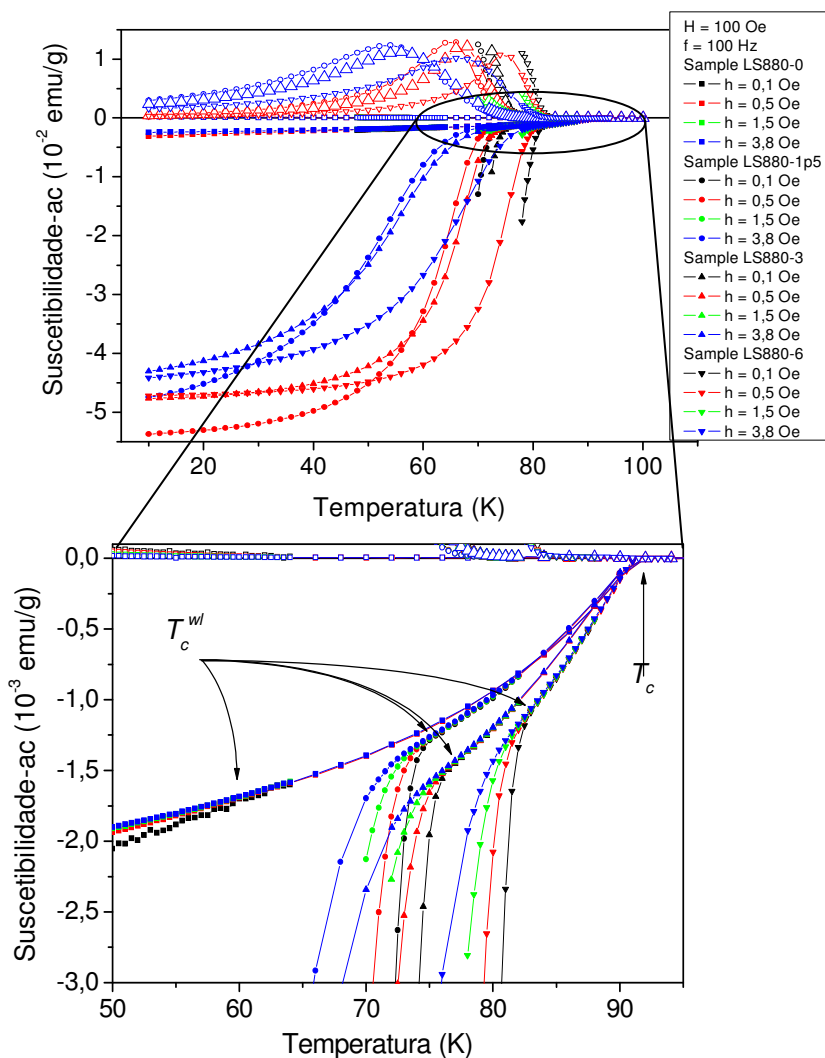 H = 100 Oe
f = 100 Hz
Sample LS880-0
h = 0,1 Oe
h = 0,5 Oe
h = 1,5 Oe
h = 3,8 Oe
Sample LS880-1p5
h = 0,1 Oe
h = 0,5 Oe
h = 1,5 Oe
h = 3,8 Oe
Sample LS880-3
h = 0,1 Oe
h = 0,5 Oe
h = 1,5 Oe
h = 3,8 Oe
Sample LS880-6
h = 0,1 Oe
h = 0,5 Oe
h = 1,5 Oe
h = 3,8 Oe
Suscetibilidade-ac (10⁻² emu/g)
1
0
-1
-2
-3
-4
-5
20 40 60 80 100
Temperatura (K)
Suscetibilidade-ac (10⁻³ emu/g)
0,0
-0,5
-1,0
-1,5
-2,0
-2,5
-3,0
T_c^wl
T_c
50 60 70 80 90
Temperatura (K)